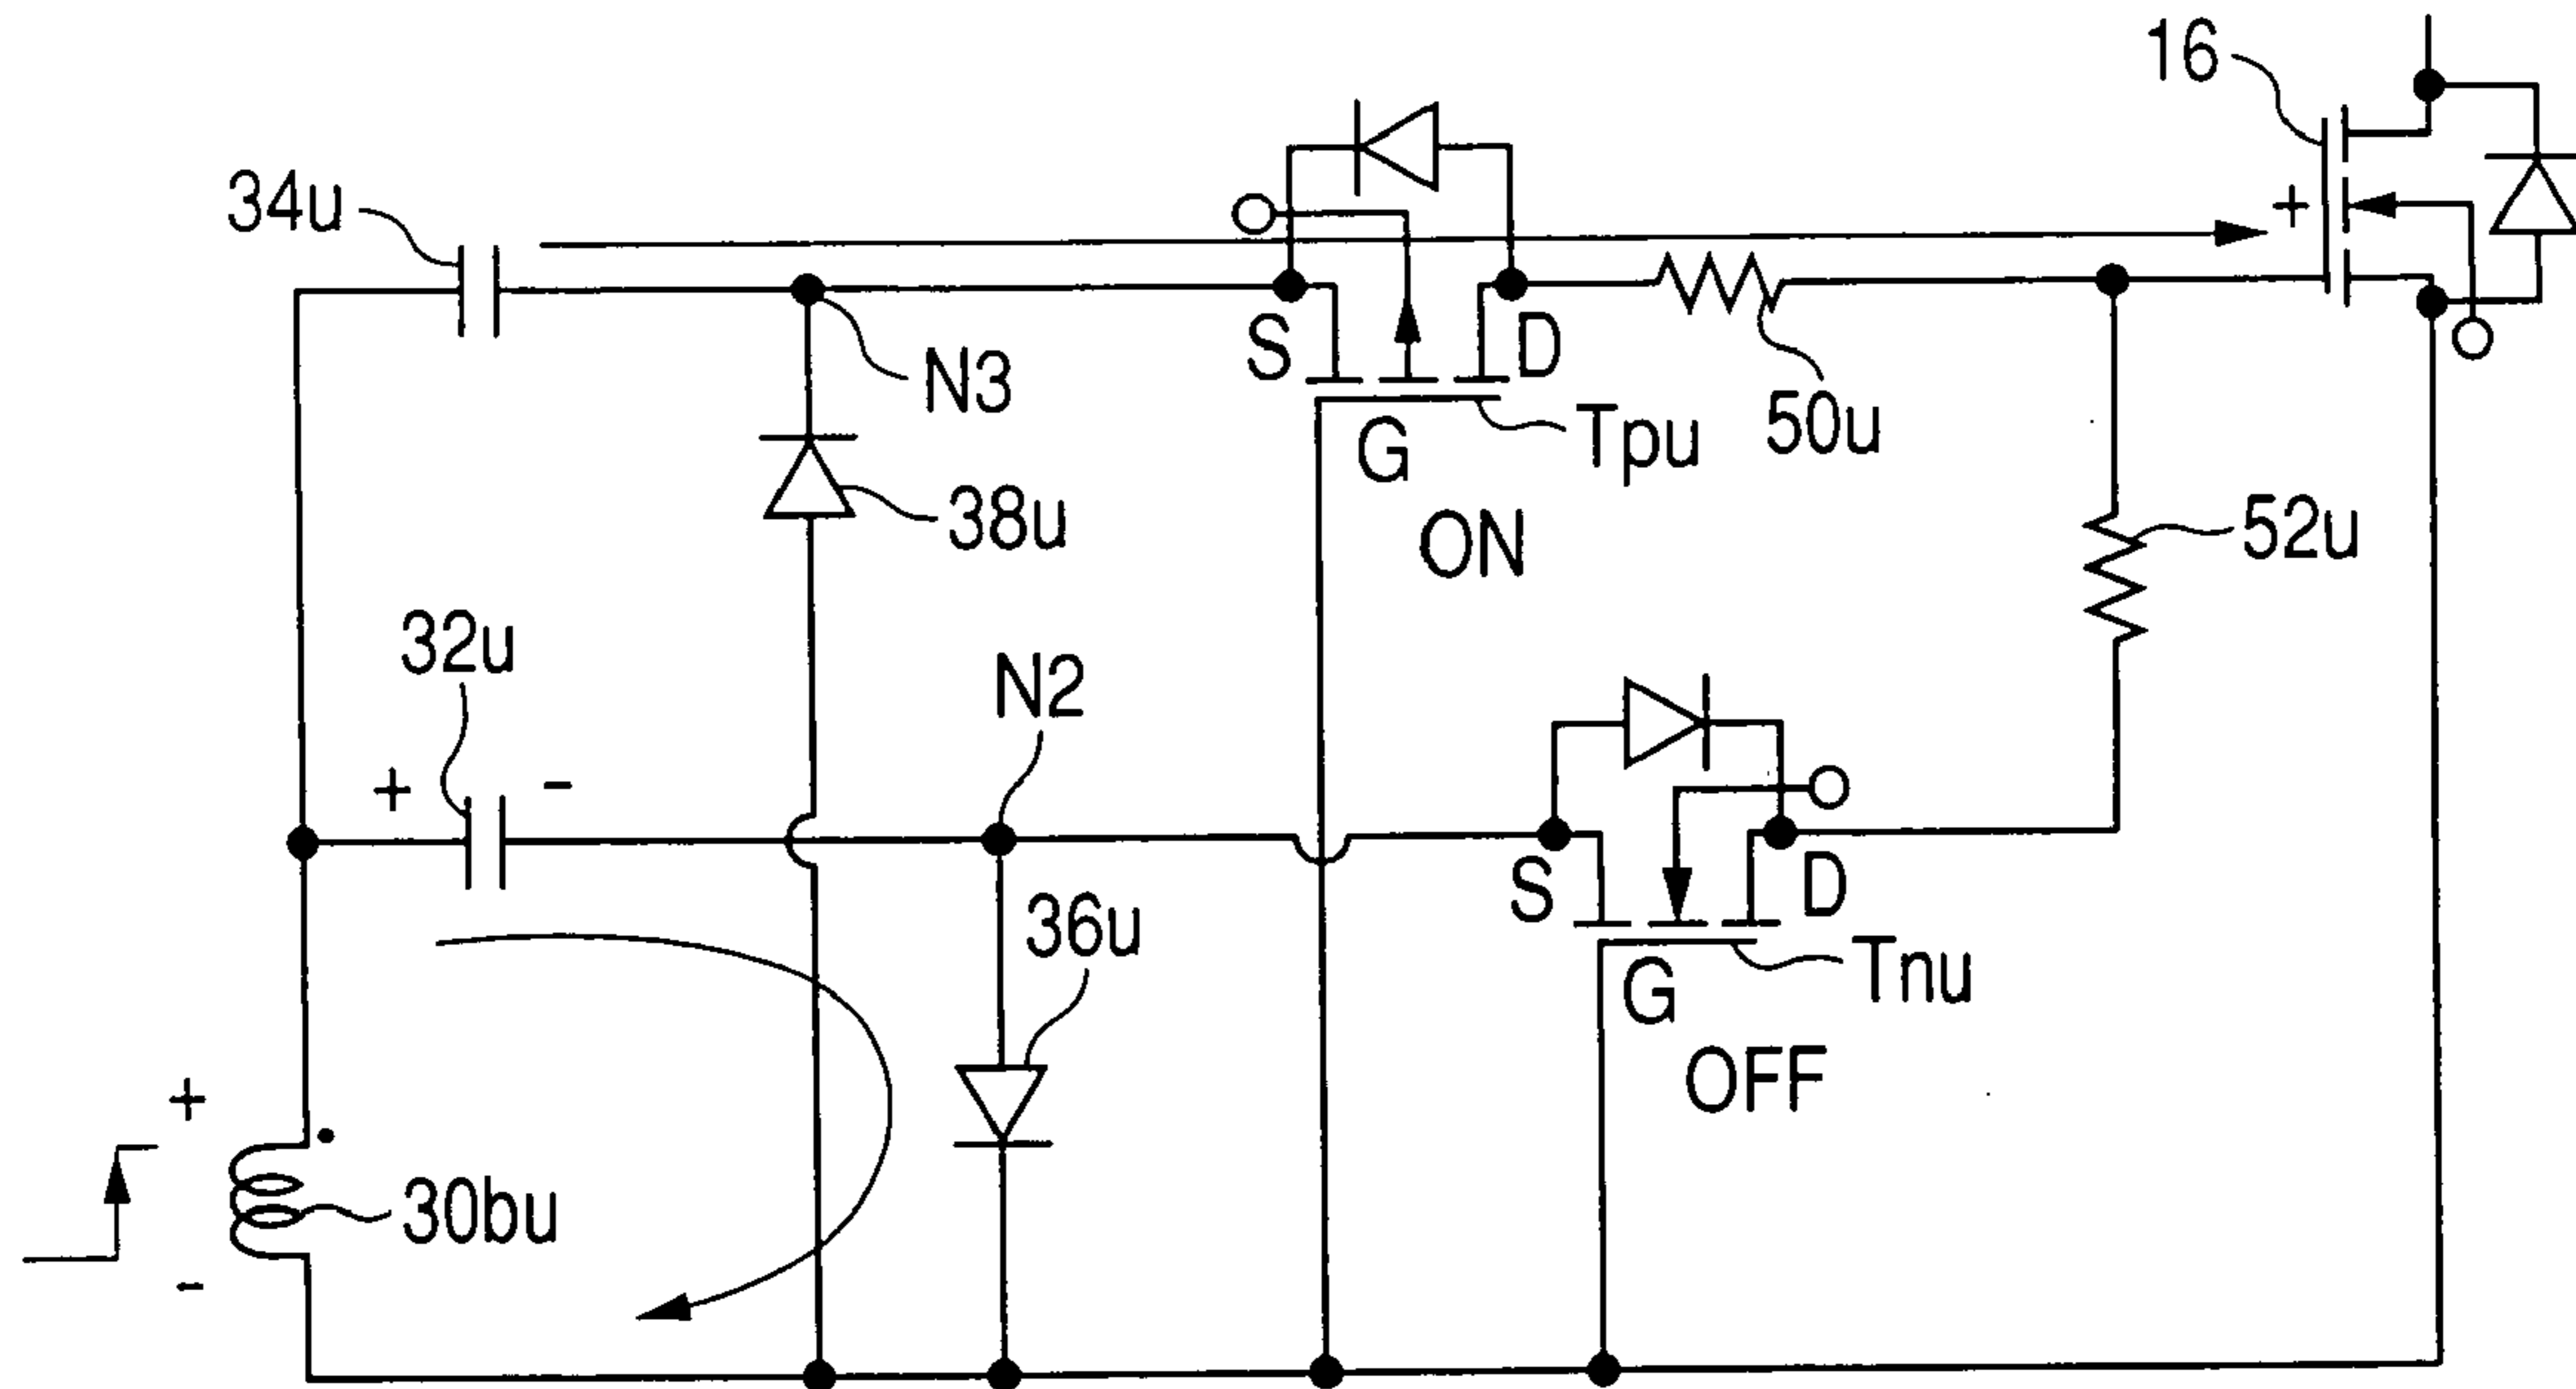 16
+
34u
S
D
N3
G
Tpu
50u
38u
ON
52u
32u
N2
+
-
S
D
36u
G
Tnu
OFF
+
30bu
-